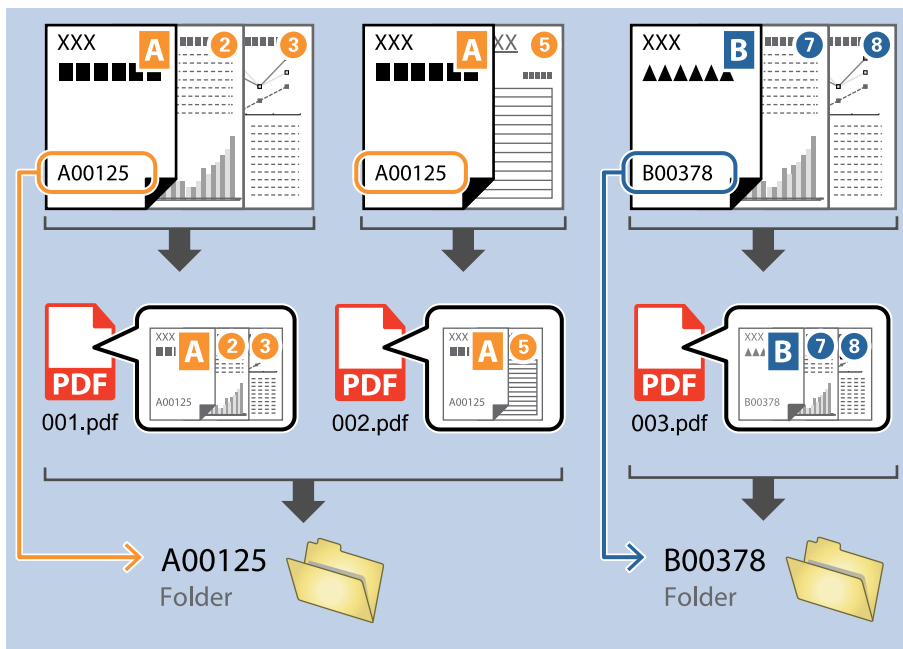 XXX A 2 3
A00125
XXX A XX 5
A00125
XXX B 7 8
B00378
PDF
001.pdf
XXX A 2 3
A00125
PDF
002.pdf
XXX A 5
A00125
PDF
003.pdf
XXX B 7 8
B00378
A00125
Folder
B00378
Folder